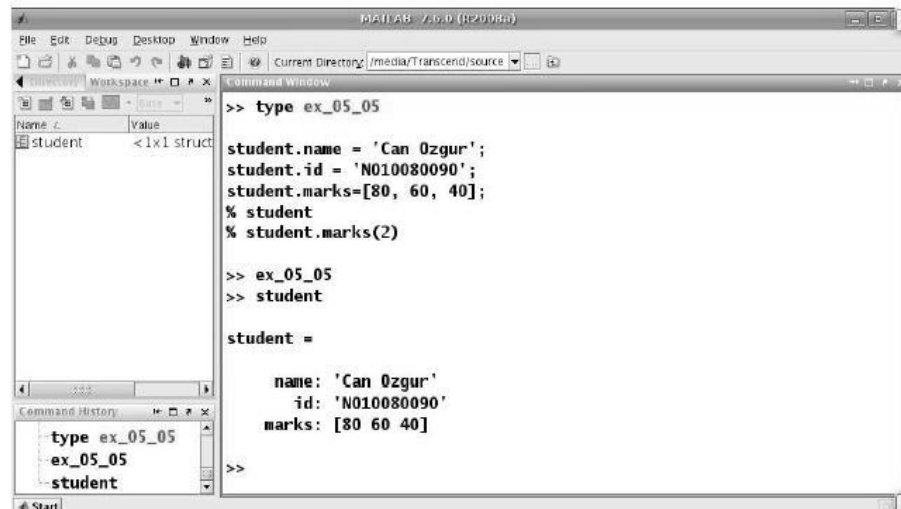 MATLAB 7.6.0 (R2008a)
File Edit Debug Desktop Window Help
Current Directory: /media/Transcend/source
Workspace
Name Value
student <1x1 struct
Command History
type ex_05_05
ex_05_05
student
Command Window
>> type ex_05_05
student.name = 'Can Ozgur';
student.id = 'N010080090';
student.marks=[80, 60, 40];
% student
% student.marks(2)
>> ex_05_05
>> student
student =
name: 'Can Ozgur'
id: 'N010080090'
marks: [80 60 40]
>>
Start